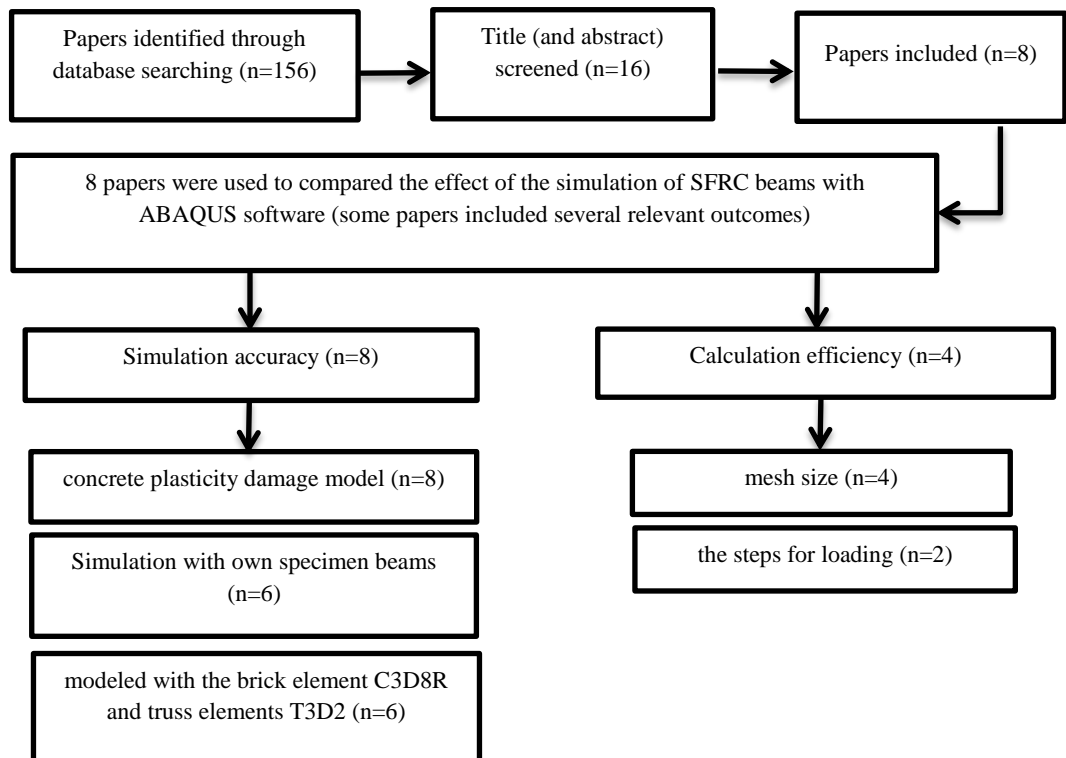 Papers identified through
database searching (n=156)
Title (and abstract)
screened (n=16)
Papers included (n=8)
8 papers were used to compared the effect of the simulation of SFRC beams with
ABAQUS software (some papers included several relevant outcomes)
Simulation accuracy (n=8)
Calculation efficiency (n=4)
concrete plasticity damage model (n=8)
mesh size (n=4)
Simulation with own specimen beams
(n=6)
the steps for loading (n=2)
modeled with the brick element C3D8R
and truss elements T3D2 (n=6)